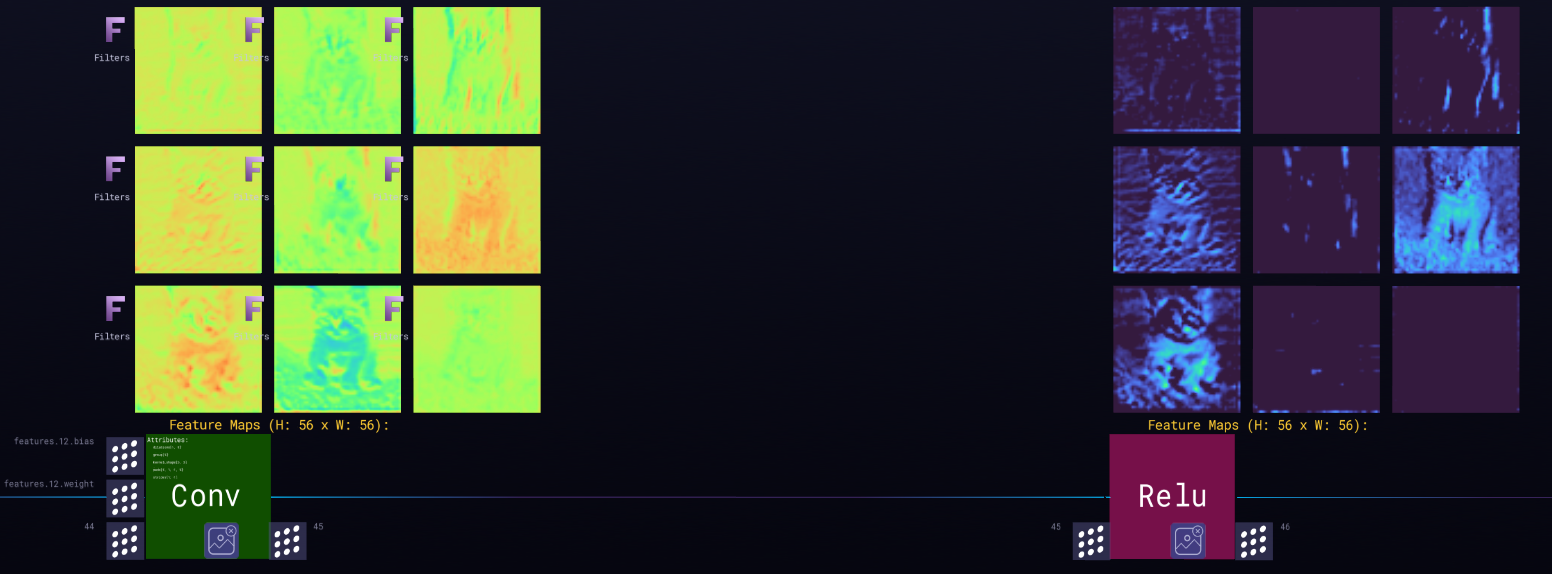 F F F
Filters Filters Filters
F F F
Filters Filters Filters
F F F
Filters Filters Filters
Feature Maps (H: 56 x W: 56):
Feature Maps (H: 56 x W: 56):
features.12.bias
Attributes:
features.12.weight
Conv
Relu
44
45
45
46